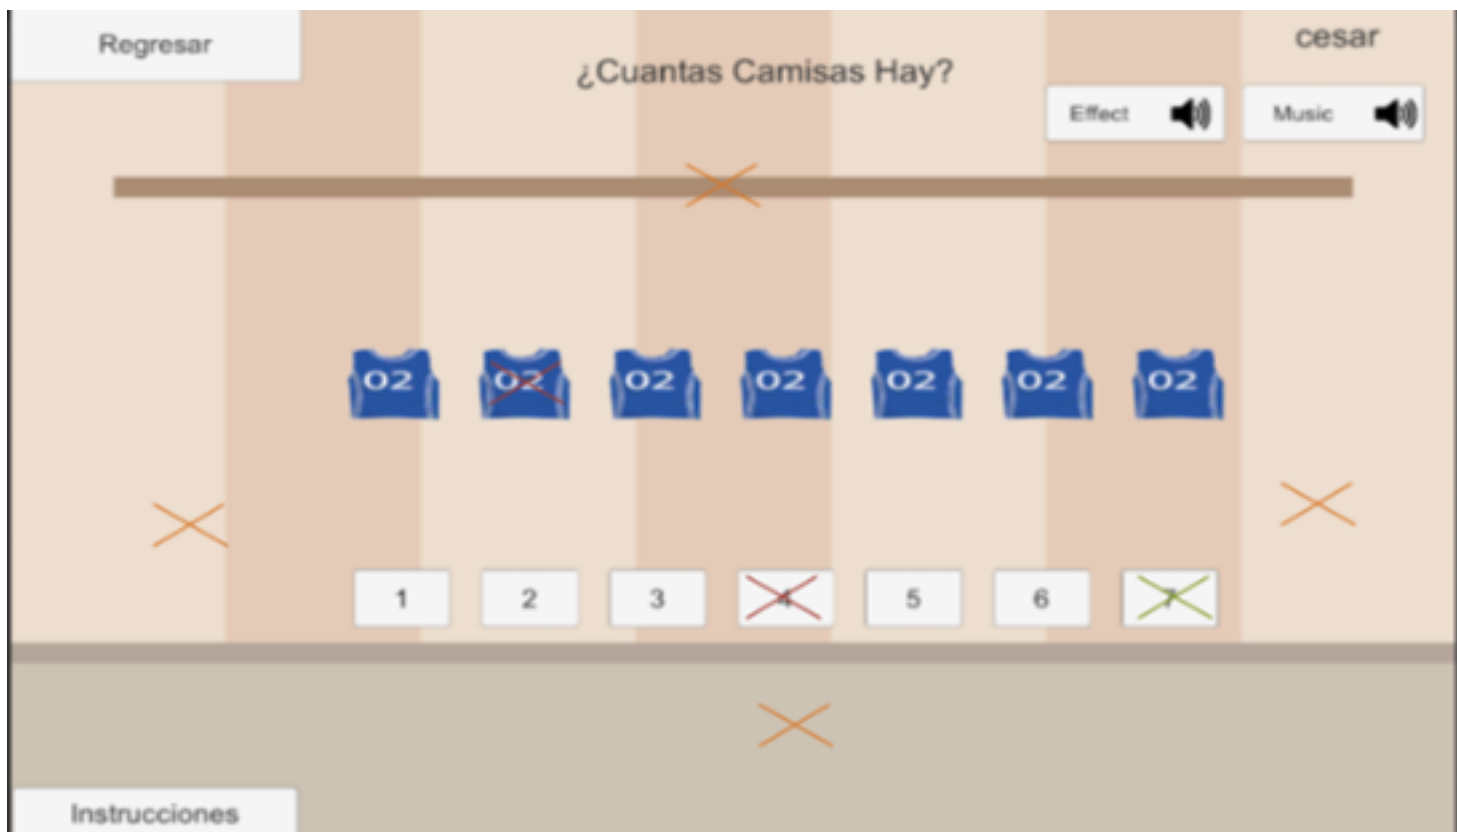 Regresar
cesar
¿Cuantas Camisas Hay?
Effect
Music
02 02 02 02 02 02 02
1 2 3 4 5 6 7
Instrucciones